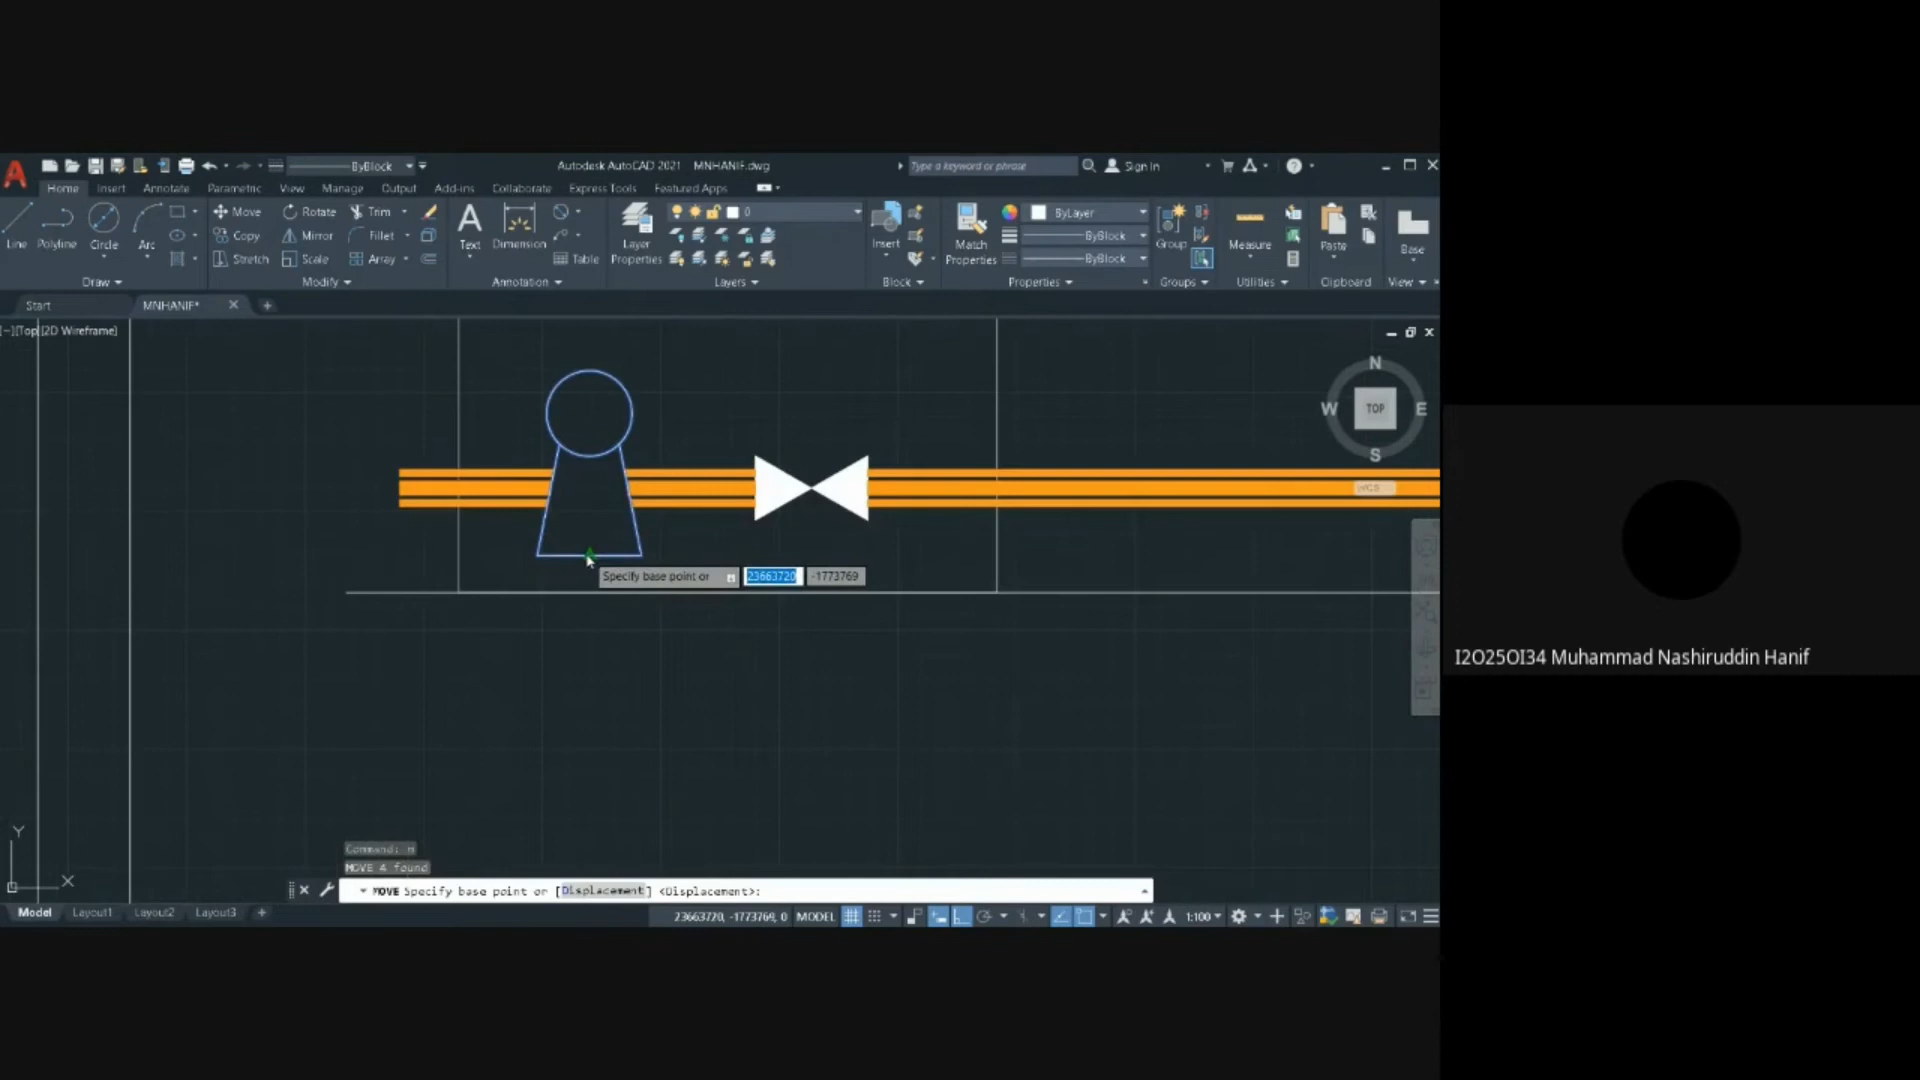 ByBlock
Autodesk AutoCAD 2021 MNHANIF.dwg
Type a keyword or phrase
Sign In
Home Insert Annotate Parametric View Manage Output Add-ins Collaborate Express Tools Featured Apps
Move Rotate Trim
0
ByLayer
Copy Mirror Fillet
ByBlock
Line Polyline Circle Arc
Text Dimension
Layer Properties
Insert
Match Properties
Group
Measure
Paste
Base
Stretch Scale Array
Table
ByBlock
Draw Modify Annotation Layers Block Properties Groups Utilities Clipboard View
Start MNHANIF*
[−][Top][2D Wireframe]
N
W TOP E
S
WCS
Specify base point or 23663720 -1773769
I2O25OI34 Muhammad Nashiruddin Hanif
Y
X
Command: m
MOVE 4 found
MOVE Specify base point or [Displacement] <Displacement>:
Model Layout1 Layout2 Layout3
23663720, -1773769, 0 MODEL 1:100